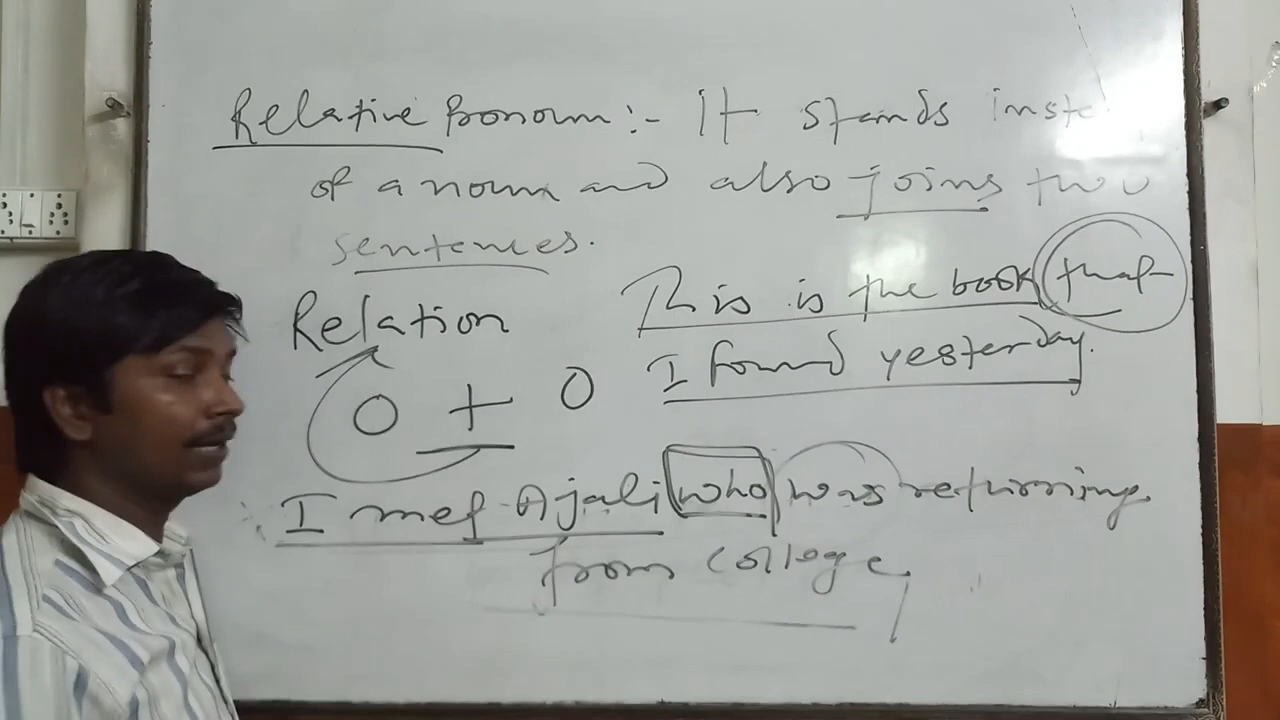 Relative Pronoun :- It stands inste
of a noun and also joins two
sentences.
Relation
This is the book that
I found yesterday.
O + O
I met Ajali who was returning
from college.